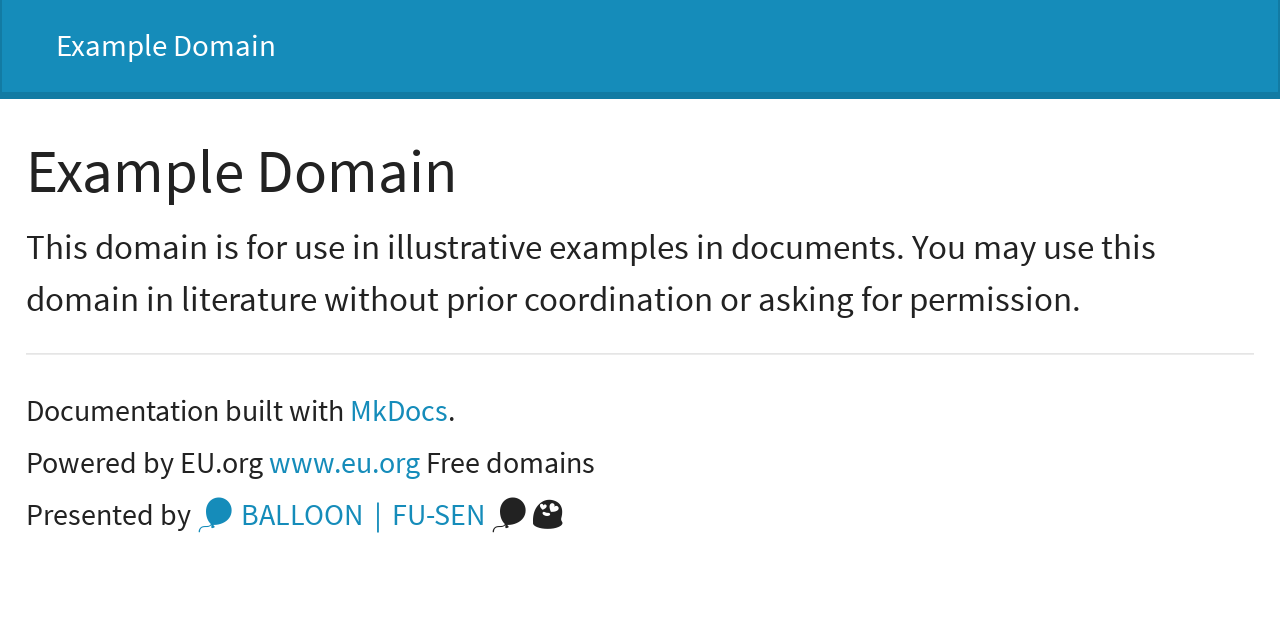 Example Domain
Example Domain
This domain is for use in illustrative examples in documents. You may use this
domain in literature without prior coordination or asking for permission.
Documentation built with MkDocs.
Powered by EU.org www.eu.org Free domains
Presented by 🎈 BALLOON | FU-SEN 🎈😍